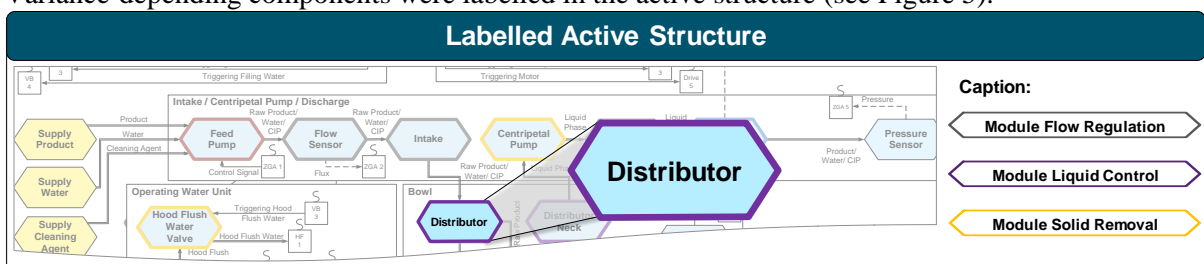 Variance-depending components were labelled in the active structure (see Figure 3).
Labelled Active Structure
VB
4
3
Triggering Filling Water
Triggering Motor
3
Drive
5
Intake / Centripetal Pump / Discharge
Supply
Product
Supply
Water
Supply
Cleaning
Agent
Product
Water
Cleaning Agent
Feed
Pump
Raw Product/
Water/ CIP
Flow
Sensor
Raw Product/
Water/ CIP
Intake
Control Signal
ZGA 1
Flux
ZGA 2
Raw Product/
Water/ CIP
Centripetal
Pump
Liquid
Phase
Liquid
ZGA 5
Pressure
Pressure
Sensor
Product/
Water/ CIP
Operating Water Unit
Hood Flush
Water
Valve
Triggering Hood
Flush Water
VB
3
Hood Flush Water
HF
1
Hood Flush
Bowl
Distributor
Raw Product
Liquid Phase
Distributor
Neck
Distributor
Caption:
Module Flow Regulation
Module Liquid Control
Module Solid Removal